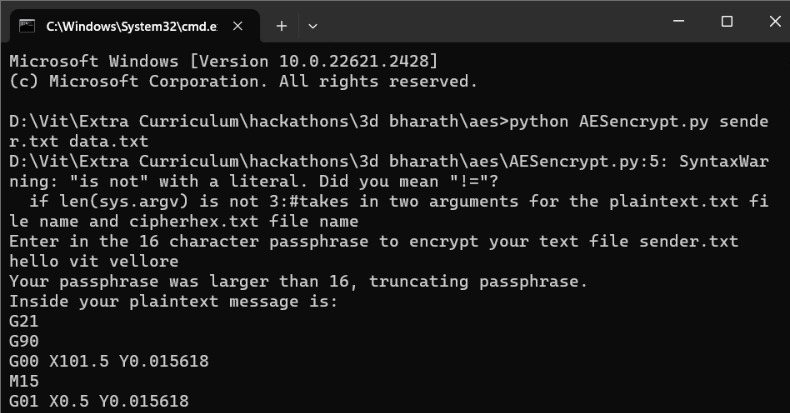 C:\Windows\System32\cmd.e
Microsoft Windows [Version 10.0.22621.2428]
(c) Microsoft Corporation. All rights reserved.
D:\Vit\Extra Curriculum\hackathons\3d bharath\aes>python AESencrypt.py sende
r.txt data.txt
D:\Vit\Extra Curriculum\hackathons\3d bharath\aes\AESencrypt.py:5: SyntaxWar
ning: "is not" with a literal. Did you mean "!="?
  if len(sys.argv) is not 3:#takes in two arguments for the plaintext.txt fi
le name and cipherhex.txt file name
Enter in the 16 character passphrase to encrypt your text file sender.txt
hello vit vellore
Your passphrase was larger than 16, truncating passphrase.
Inside your plaintext message is:
G21
G90
G00 X101.5 Y0.015618
M15
G01 X0.5 Y0.015618